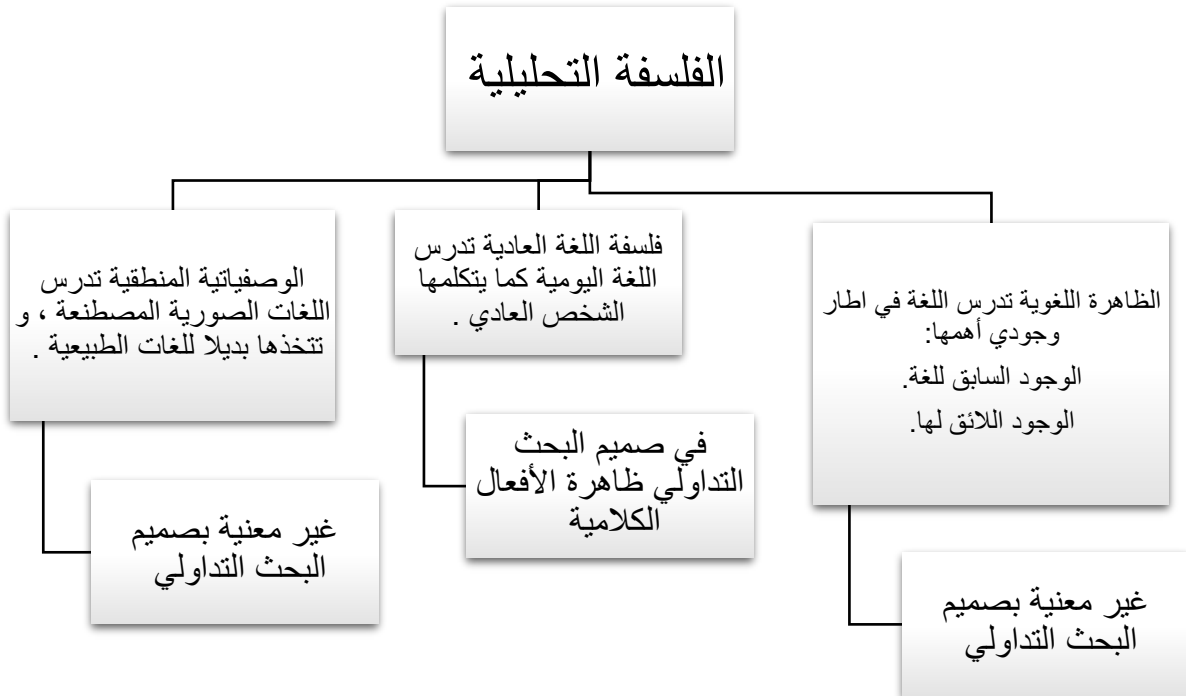 الفلسفة التحليلية
الظاهرة اللغوية تدرس اللغة في اطار
وجودي أهمها:
الوجود السابق للغة.
الوجود اللائق لها.
غير معنية بصميم
البحث التداولي
فلسفة اللغة العادية تدرس
اللغة اليومية كما يتكلمها
الشخص العادي .
في صميم البحث
التداولي ظاهرة الأفعال
الكلامية
الوصفياتية المنطقية تدرس
اللغات الصورية المصطنعة ، و
تتخذها بديلا للغات الطبيعية .
غير معنية بصميم
البحث التداولي